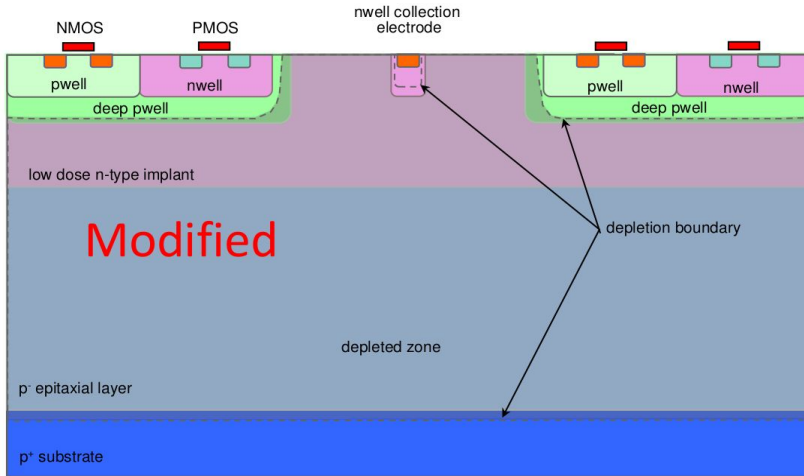 nwell collection
electrode
NMOS
PMOS
pwell
nwell
deep pwell
pwell
nwell
deep pwell
low dose n-type implant
Modified
depletion boundary
depleted zone
p⁻ epitaxial layer
p⁺ substrate